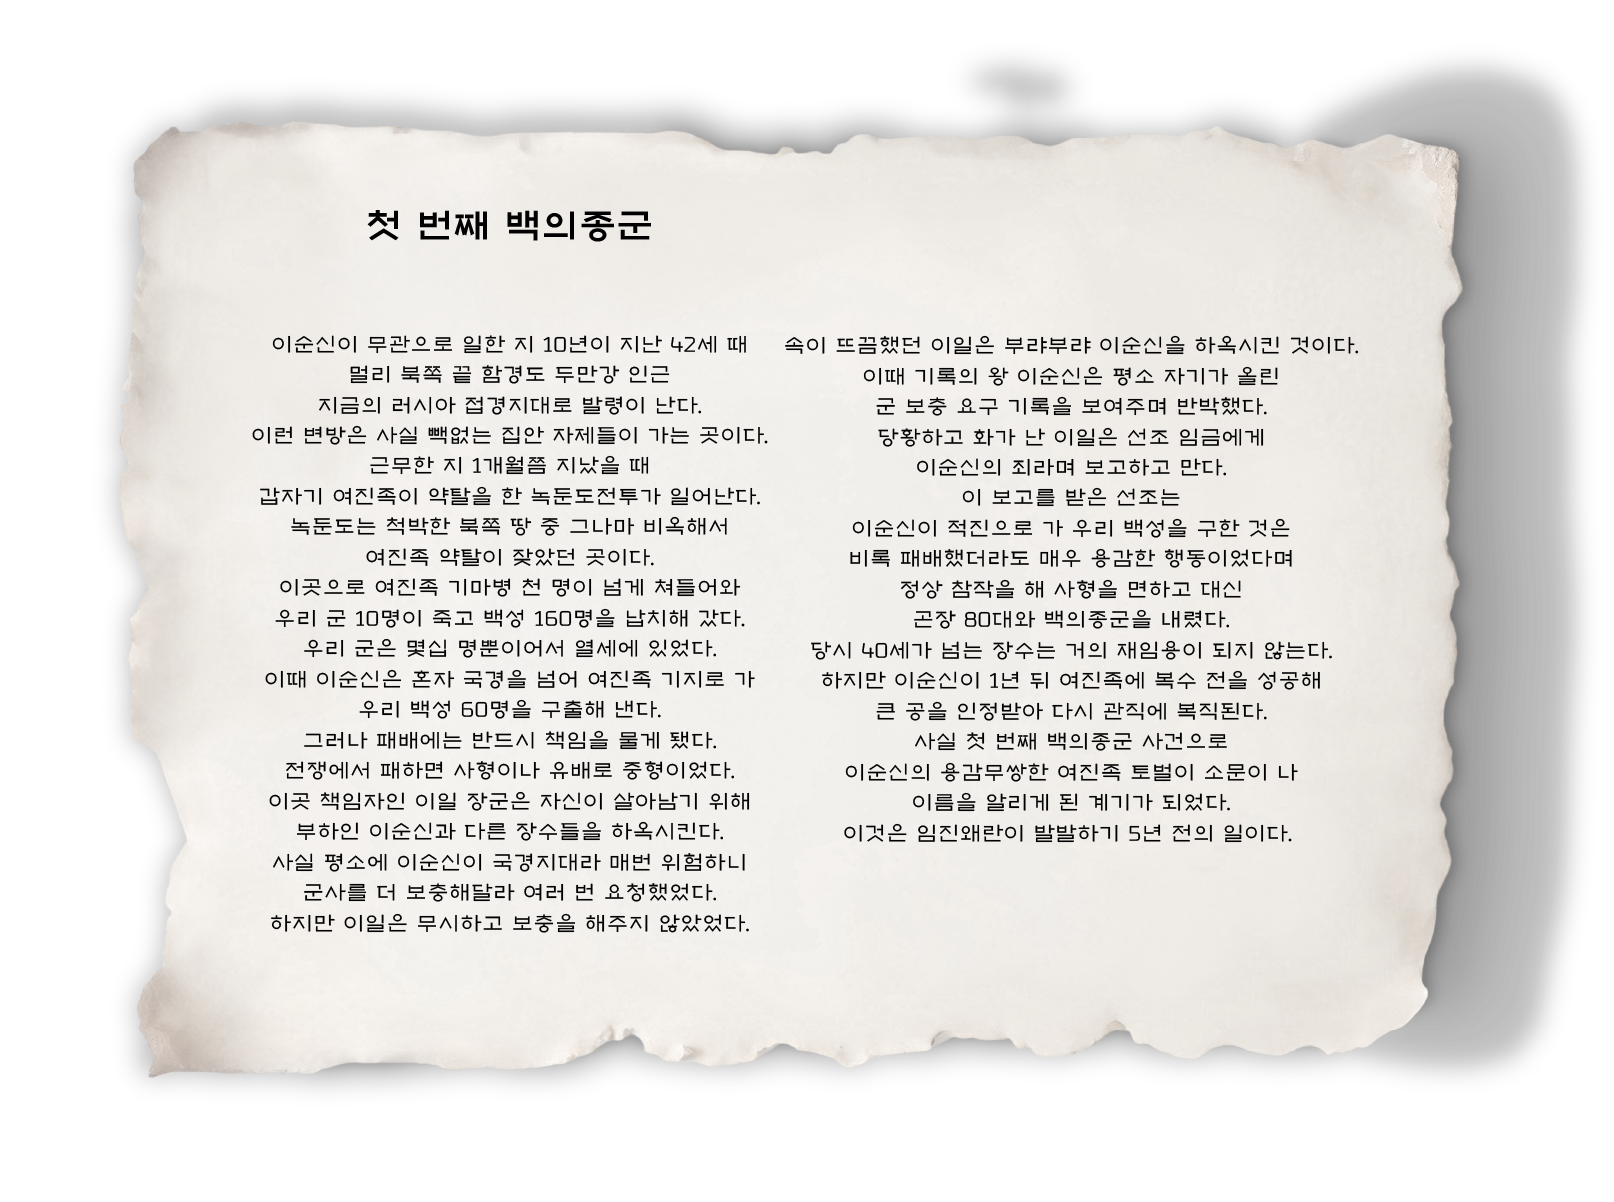 첫 번째 백의종군
이순신이 무관으로 일한 지 10년이 지난 42세 때
멀리 북쪽 끝 함경도 두만강 인근
지금의 러시아 접경지대로 발령이 난다.
이런 변방은 사실 빽없는 집안 자제들이 가는 곳이다.
근무한 지 1개월쯤 지났을 때
갑자기 여진족이 약탈을 한 녹둔도전투가 일어난다.
녹둔도는 척박한 북쪽 땅 중 그나마 비옥해서
여진족 약탈이 잦았던 곳이다.
이곳으로 여진족 기마병 천 명이 넘게 쳐들어와
우리 군 10명이 죽고 백성 160명을 납치해 갔다.
우리 군은 몇십 명뿐이어서 열세에 있었다.
이때 이순신은 혼자 국경을 넘어 여진족 기지로 가
우리 백성 60명을 구출해 낸다.
그러나 패배에는 반드시 책임을 물게 됐다.
전쟁에서 패하면 사형이나 유배로 중형이었다.
이곳 책임자인 이일 장군은 자신이 살아남기 위해
부하인 이순신과 다른 장수들을 하옥시킨다.
사실 평소에 이순신이 국경지대라 매번 위험하니
군사를 더 보충해달라 여러 번 요청했었다.
하지만 이일은 무시하고 보충을 해주지 않았었다.
속이 뜨끔했던 이일은 부랴부랴 이순신을 하옥시킨 것이다.
이때 기록의 왕 이순신은 평소 자기가 올린
군 보충 요구 기록을 보여주며 반박했다.
당황하고 화가 난 이일은 선조 임금에게
이순신의 죄라며 보고하고 만다.
이 보고를 받은 선조는
이순신이 적진으로 가 우리 백성을 구한 것은
비록 패배했더라도 매우 용감한 행동이었다며
정상 참작을 해 사형을 면하고 대신
곤장 80대와 백의종군을 내렸다.
당시 40세가 넘는 장수는 거의 재임용이 되지 않는다.
하지만 이순신이 1년 뒤 여진족에 복수 전을 성공해
큰 공을 인정받아 다시 관직에 복직된다.
사실 첫 번째 백의종군 사건으로
이순신의 용감무쌍한 여진족 토벌이 소문이 나
이름을 알리게 된 계기가 되었다.
이것은 임진왜란이 발발하기 5년 전의 일이다.